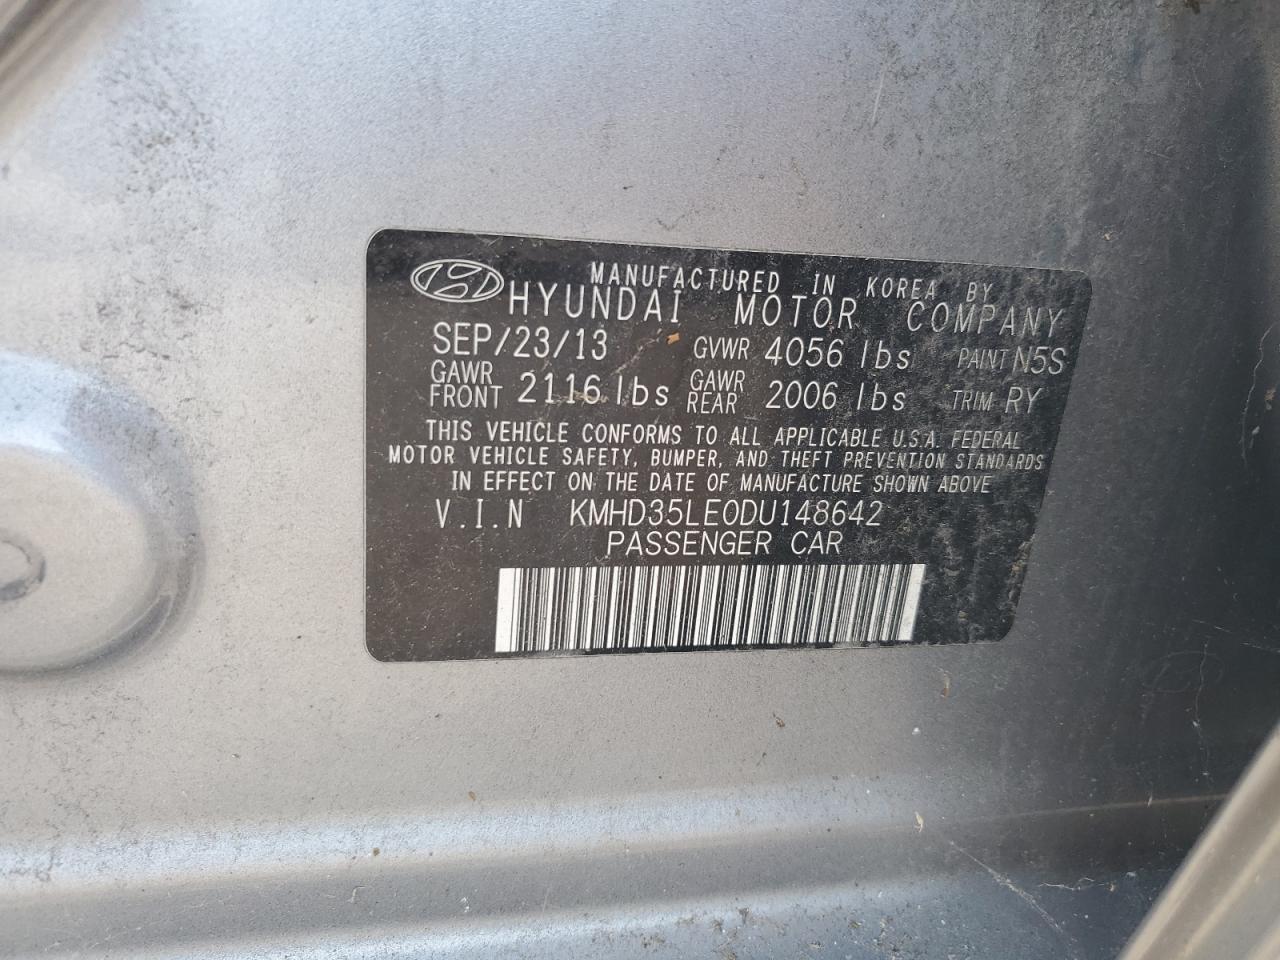 MANUFACTURED IN KOREA BY
HYUNDAI MOTOR COMPANY
SEP/23/13 GVWR 4056 lbs PAINT N5S
GAWR FRONT 2116 lbs GAWR REAR 2006 lbs TRIM RY
THIS VEHICLE CONFORMS TO ALL APPLICABLE U.S.A. FEDERAL
MOTOR VEHICLE SAFETY, BUMPER, AND THEFT PREVENTION STANDARDS
IN EFFECT ON THE DATE OF MANUFACTURE SHOWN ABOVE
V.I.N KMHD35LE0DU148642
PASSENGER CAR